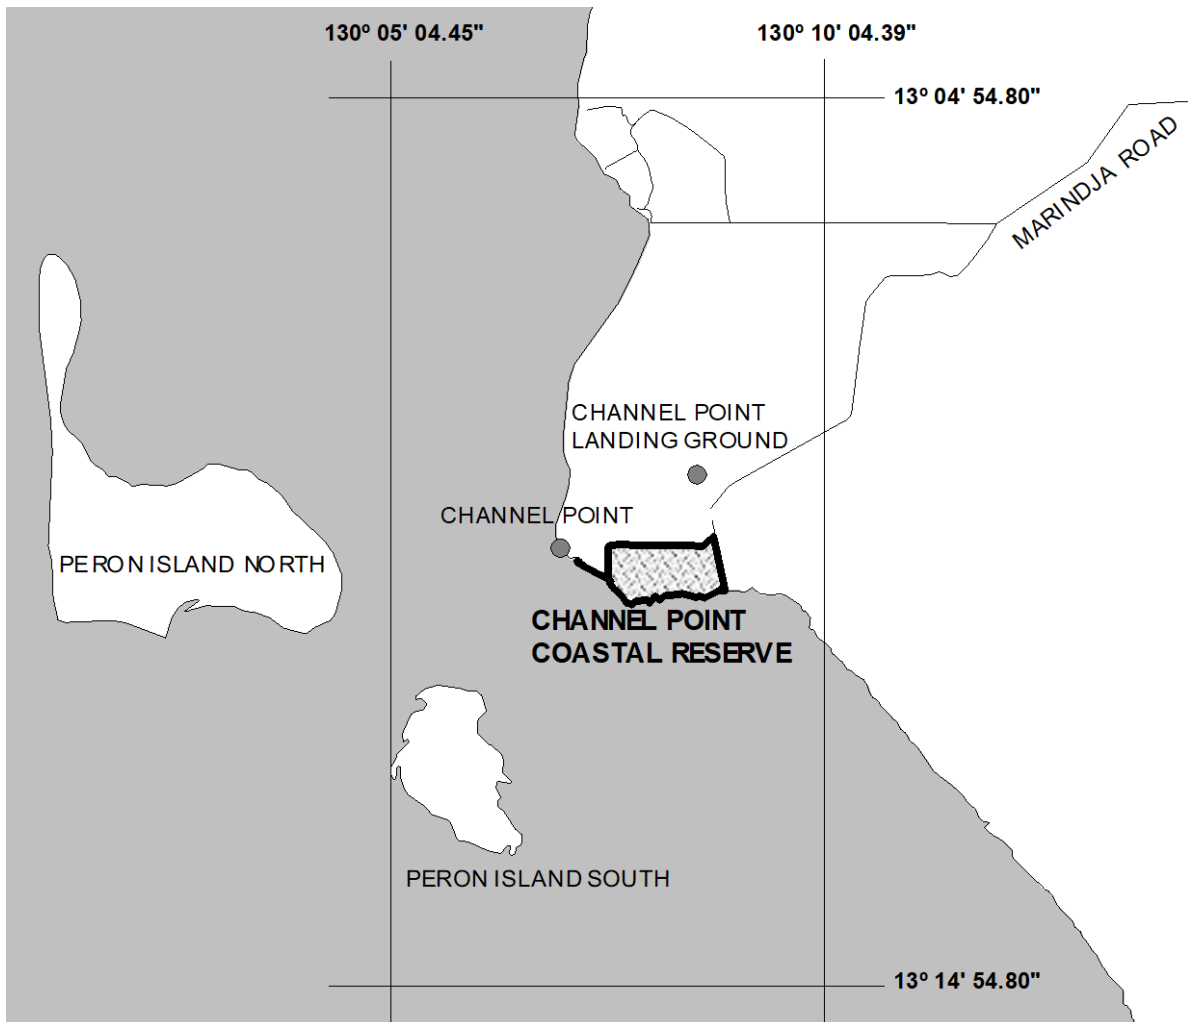 130º 05' 04.45"
130º 10' 04.39"
13º 04' 54.80"
MARINDJA ROAD
CHANNEL POINT
LANDING GROUND
CHANNEL POINT
PERON ISLAND NORTH
CHANNEL POINT
COASTAL RESERVE
PERON ISLAND SOUTH
13º 14' 54.80"